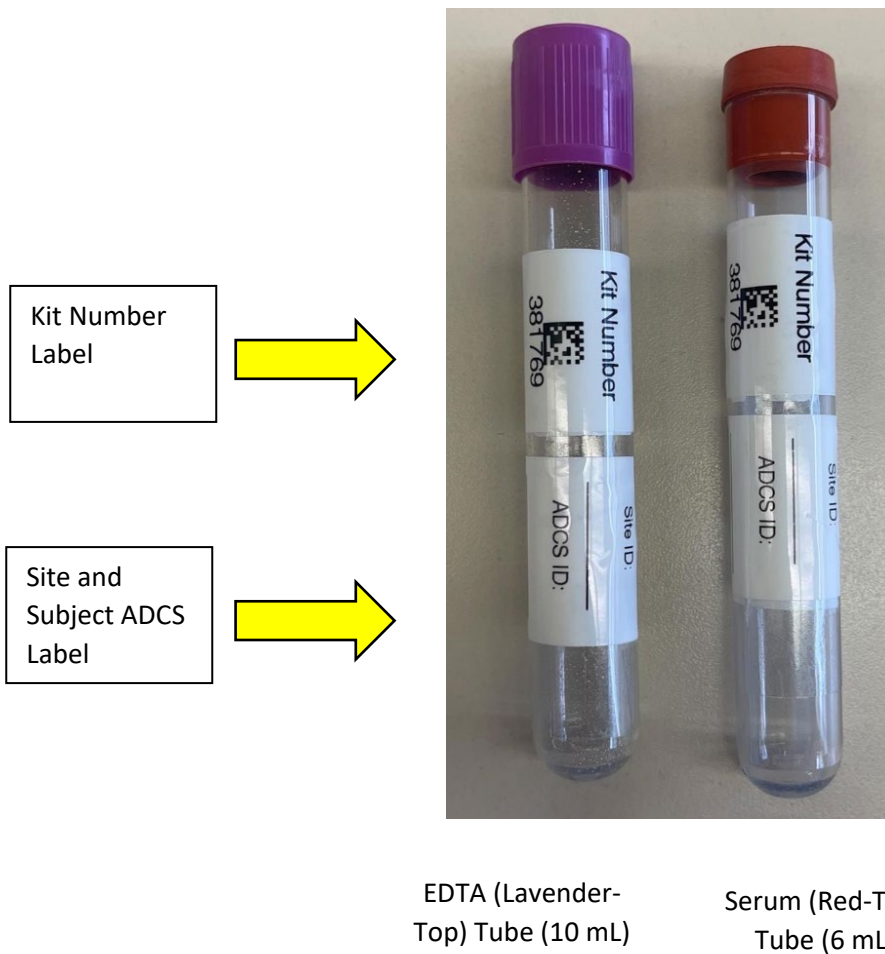 Kit Number
Label
Kit Number
381769
Kit Number
381769
Site and
Subject ADCS
Label
Site ID:
ADCS ID:
Site ID:
ADCS ID:
EDTA (Lavender-
Top) Tube (10 mL)
Serum (Red-T
Tube (6 mL